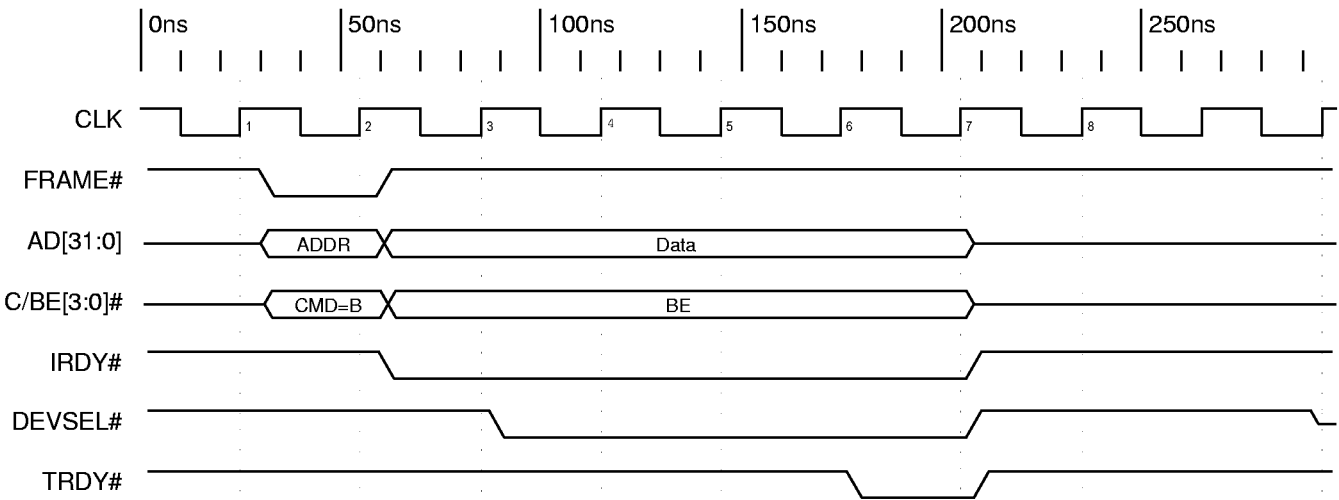 0ns 50ns 100ns 150ns 200ns 250ns
CLK 1 2 3 4 5 6 7 8
FRAME#
AD[31:0] ADDR Data
C/BE[3:0]# CMD=B BE
IRDY#
DEVSEL#
TRDY#